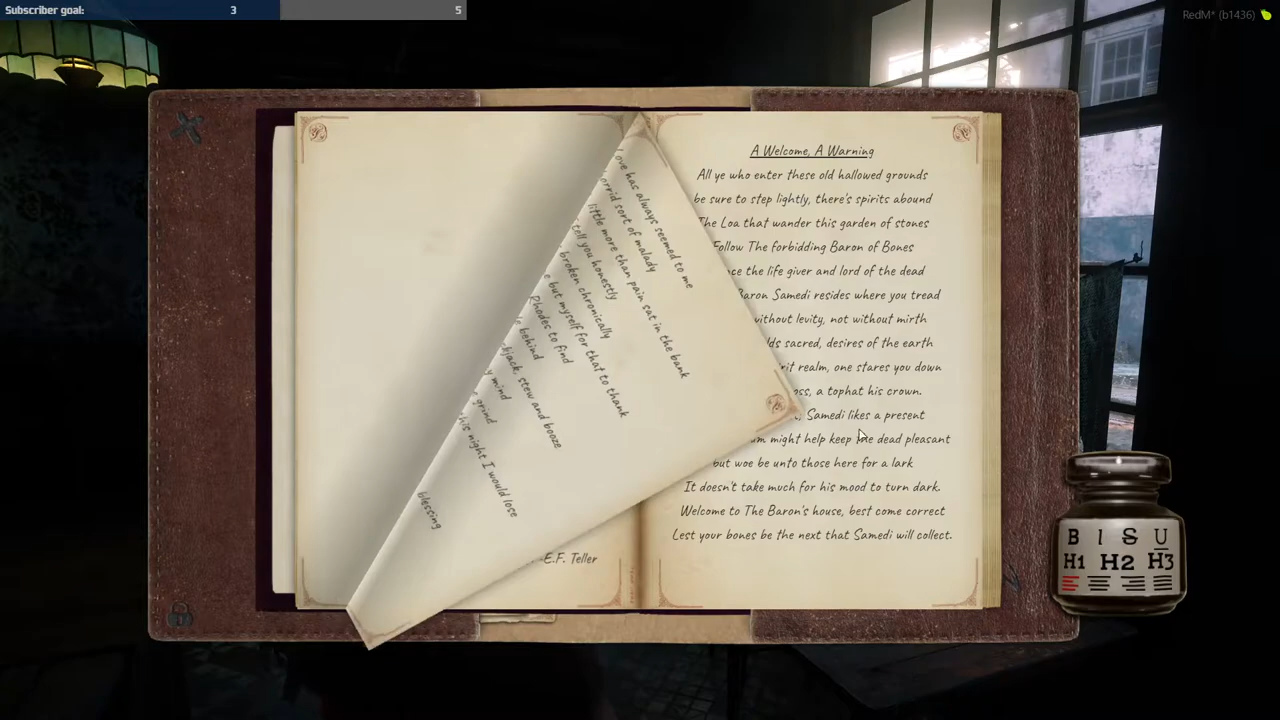 Subscriber goal: 3 5
RedM* (b1436)
Love has always seemed to me
orrid sort of malady
little more than pain sat in the bank
tell you honestly
broken chronically
but myself for that to thank
Rhodes to find
behind
stew and booze
mind
grind
his night I would lose
blessing
-E.F. Teller
A Welcome, A Warning
All ye who enter these old hallowed grounds
be sure to step lightly, there's spirits abound
The Loa that wander this garden of stones
Follow The forbidding Baron of Bones
the life giver and lord of the dead
Baron Samedi resides where you tread
without levity, not without mirth
sacred, desires of the earth
realm, one stares you down
a tophat his crown.
Samedi likes a present
might help keep the dead pleasant
but woe be unto those here for a lark
It doesn't take much for his mood to turn dark.
Welcome to The Baron's house, best come correct
Lest your bones be the next that Samedi will collect.
B I S U
H1 H2 H3